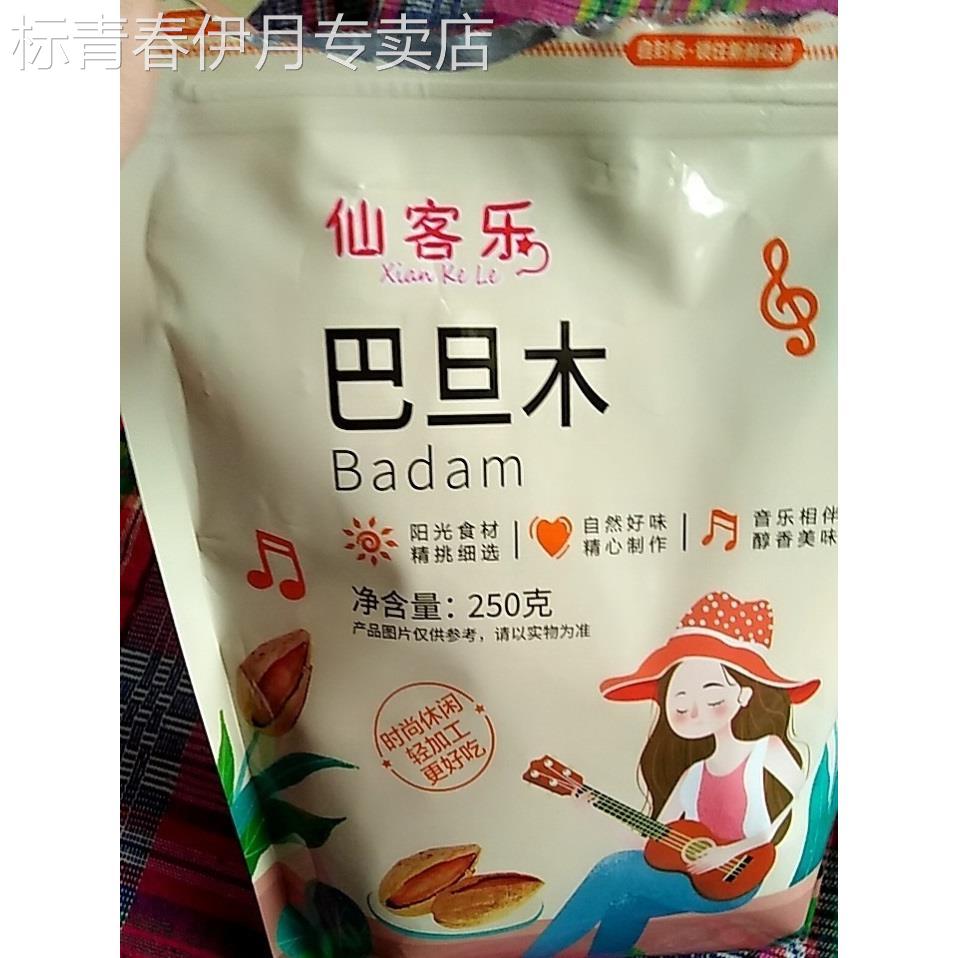 标青春伊月专卖店
自封条·锁住新鲜味道
仙客乐
Xian Ke Le
巴旦木
Badam
阳光食材
精挑细选
自然好味
精心制作
音乐相伴
醇香美味
净含量：250克
产品图片仅供参考，请以实物为准
时尚休闲
轻加工
更好吃